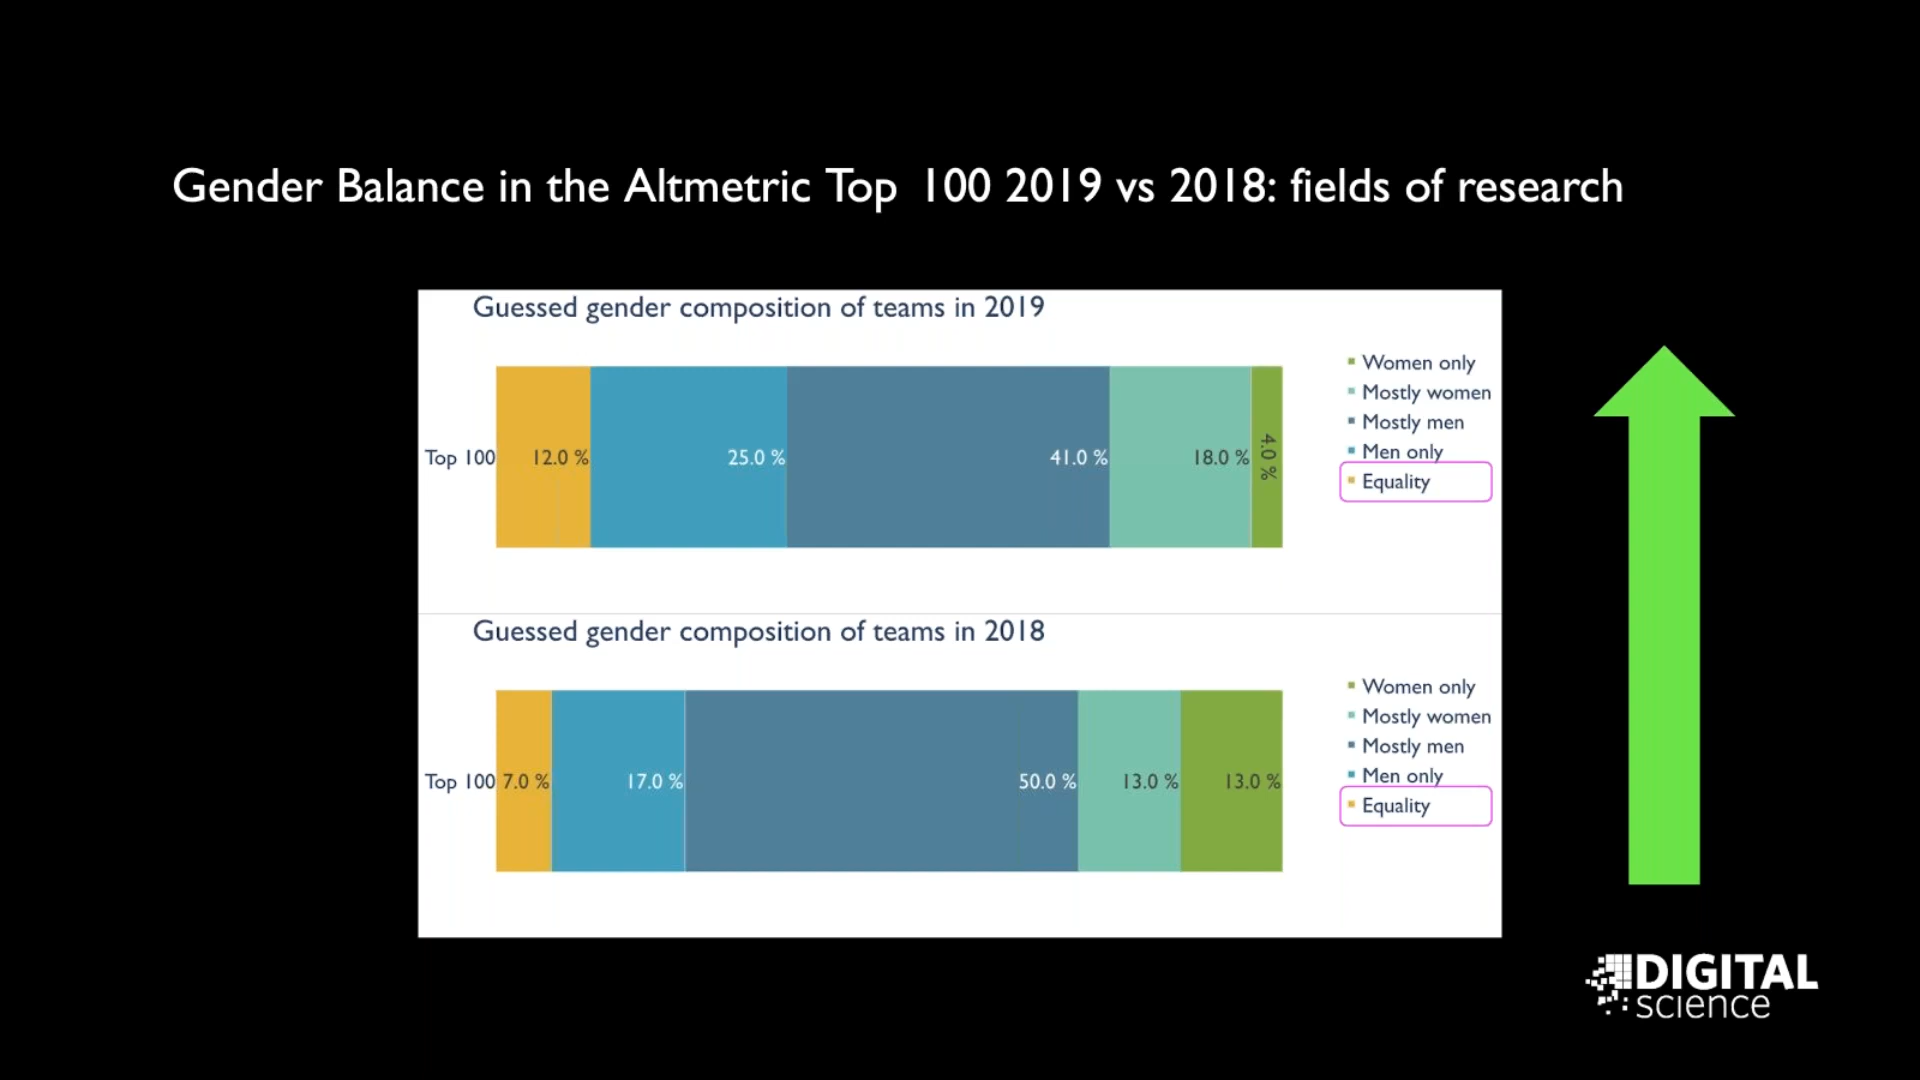 Gender Balance in the Altmetric Top 100 2019 vs 2018: fields of research
Guessed gender composition of teams in 2019
Women only
Mostly women
Mostly men
Men only
Equality
Top 100 12.0 % 25.0 % 41.0 % 18.0 % 4.0 %
Guessed gender composition of teams in 2018
Women only
Mostly women
Mostly men
Men only
Equality
Top 100 7.0 % 17.0 % 50.0 % 13.0 % 13.0 %
DIGITAL
science